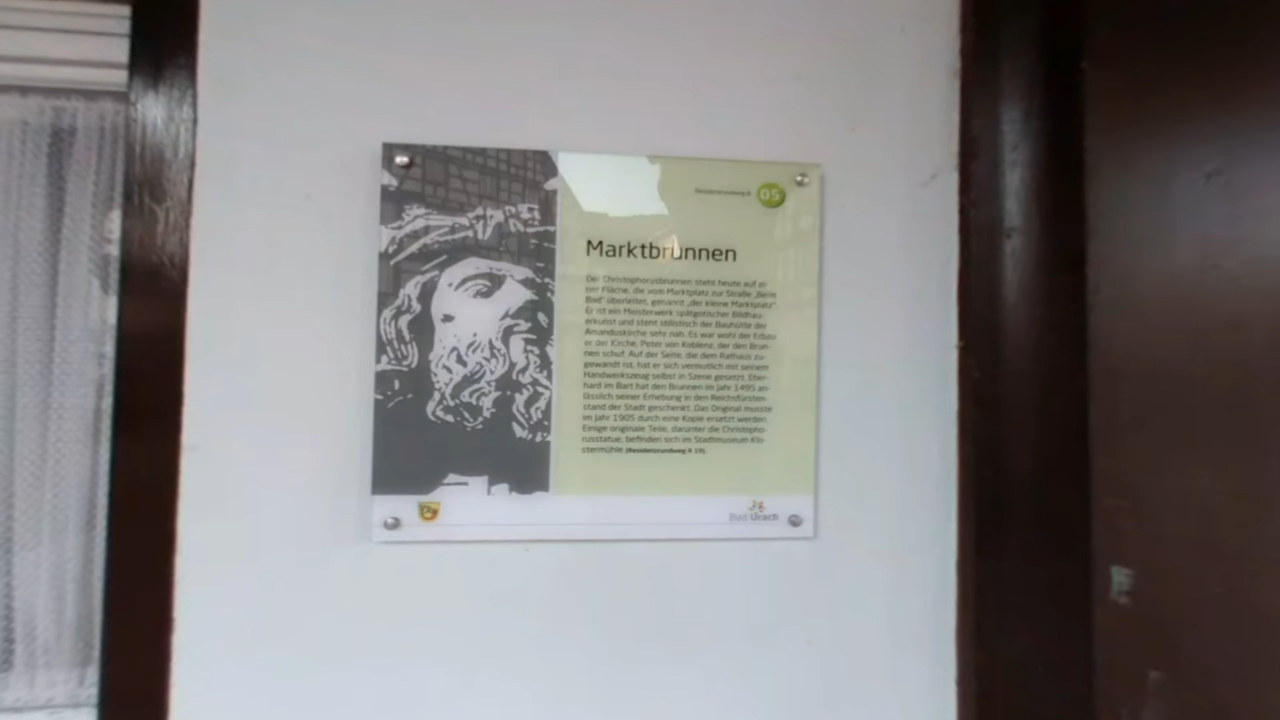 Residenzrundweg A 05
Marktbrunnen
Der Christophorusbrunnen steht heute auf ei-
ner Fläche, die vom Marktplatz zur Straße „Beim
Bad“ überleitet, genannt „der kleine Marktplatz“.
Er ist ein Meisterwerk spätgotischer Bildhau-
erkunst und steht stilistisch der Bauhütte der
Amanduskirche sehr nah. Es war wohl der Erbau-
er der Kirche, Peter von Koblenz, der den Brun-
nen schuf. Auf der Seite, die dem Rathaus zu-
gewandt ist, hat er sich vermutlich mit seinem
Handwerkszeug selbst in Szene gesetzt. Eber-
hard im Bart hat den Brunnen im Jahr 1495 an-
lässlich seiner Erhebung in den Reichsfürsten-
stand der Stadt geschenkt. Das Original musste
im Jahr 1905 durch eine Kopie ersetzt werden.
Einige originale Teile, darunter die Christopho-
russtatue, befinden sich im Stadtmuseum Klo-
stermühle (Residenzrundweg A 19).
Bad Urach